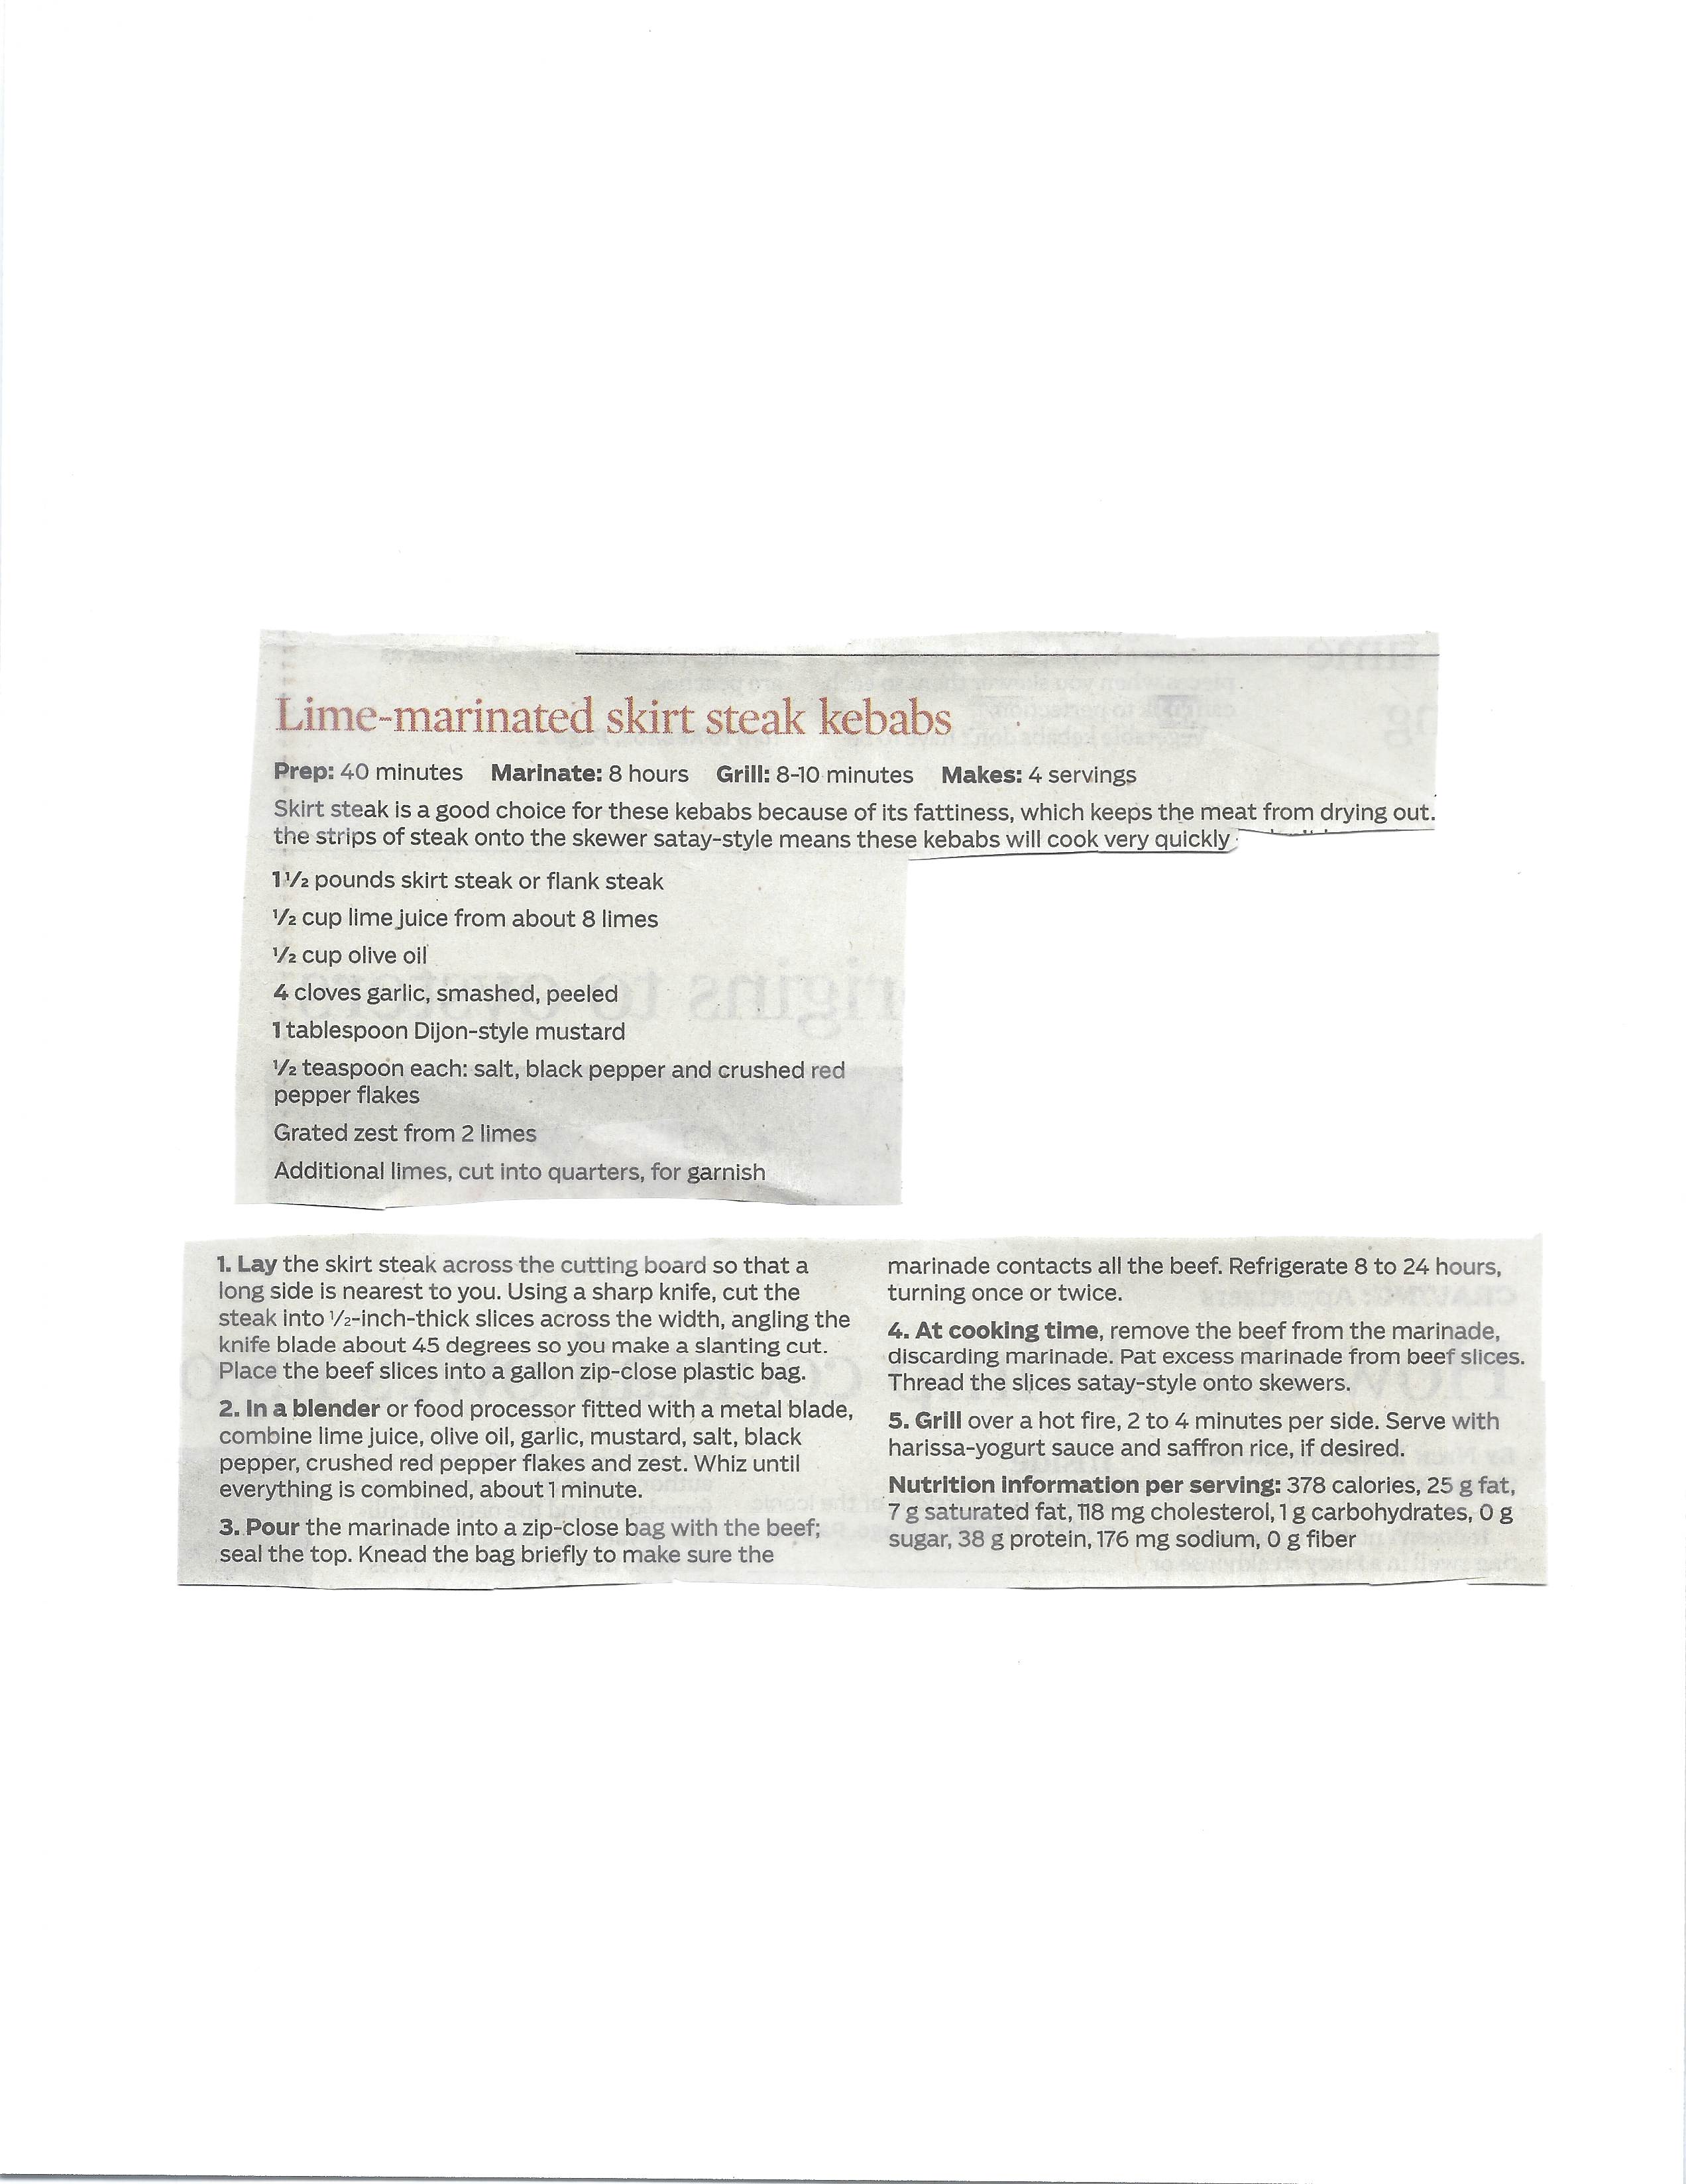 Lime-marinated skirt steak kebabs
Prep: 40 minutes Marinate: 8 hours Grill: 8-10 minutes Makes: 4 servings
Skirt steak is a good choice for these kebabs because of its fattiness, which keeps the meat from drying out.
the strips of steak onto the skewer satay-style means these kebabs will cook very quickly
1 1/2 pounds skirt steak or flank steak
1/2 cup lime juice from about 8 limes
1/2 cup olive oil
4 cloves garlic, smashed, peeled
1 tablespoon Dijon-style mustard
1/2 teaspoon each: salt, black pepper and crushed red
pepper flakes
Grated zest from 2 limes
Additional limes, cut into quarters, for garnish
1. Lay the skirt steak across the cutting board so that a
long side is nearest to you. Using a sharp knife, cut the
steak into 1/2-inch-thick slices across the width, angling the
knife blade about 45 degrees so you make a slanting cut.
Place the beef slices into a gallon zip-close plastic bag.
2. In a blender or food processor fitted with a metal blade,
combine lime juice, olive oil, garlic, mustard, salt, black
pepper, crushed red pepper flakes and zest. Whiz until
everything is combined, about 1 minute.
3. Pour the marinade into a zip-close bag with the beef;
seal the top. Knead the bag briefly to make sure the
marinade contacts all the beef. Refrigerate 8 to 24 hours,
turning once or twice.
4. At cooking time, remove the beef from the marinade,
discarding marinade. Pat excess marinade from beef slices.
Thread the slices satay-style onto skewers.
5. Grill over a hot fire, 2 to 4 minutes per side. Serve with
harissa-yogurt sauce and saffron rice, if desired.
Nutrition information per serving: 378 calories, 25 g fat,
7 g saturated fat, 118 mg cholesterol, 1 g carbohydrates, 0 g
sugar, 38 g protein, 176 mg sodium, 0 g fiber